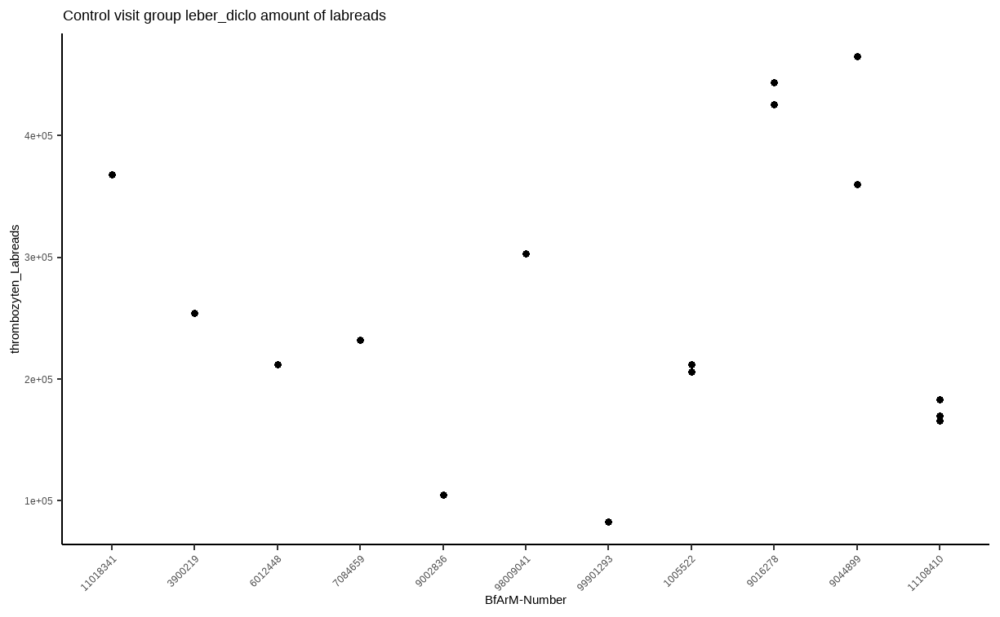 Control visit group leber_diclo amount of labreads
thrombozyten_Labreads
4e+05
3e+05
2e+05
1e+05
11018341
3900219
6012448
7084659
9002836
98009041
99901293
1005522
9016278
9044899
11108410
BfArM-Number